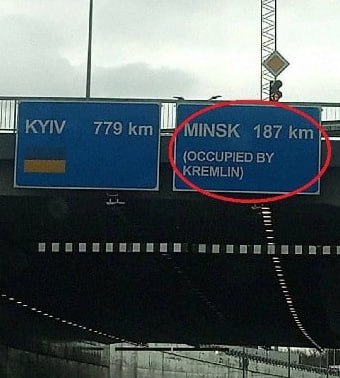 KYIV 779 km
MINSK 187 km
(OCCUPIED BY
KREMLIN)